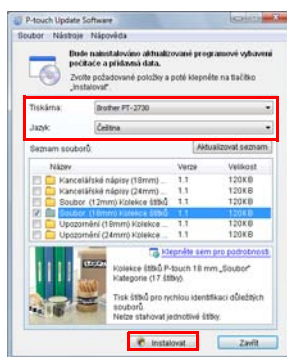 P-touch Update Software
Soubor Nástroje Nápověda
Bude nainstalováno aktualizované programové vybavení
počítače a přídavná data.
Zvolte požadované položky a poté klepněte na tlačítko
„Instalovat“.
Tiskárna: Brother PT-2730
Jazyk: Čeština
Seznam souborů: Aktualizovat seznam
Název Verze Velikost
Kancelářské nápisy (18mm) ... 1.1 120KB
Kancelářské nápisy (24mm) ... 1.1 120KB
Soubor (12mm) Kolekce štítků 1.1 120KB
Soubor (18mm) Kolekce štítků 1.1 120KB
Upozornění (18mm) Kolekce ... 1.1 120KB
Upozornění (24mm) Kolekce ... 1.1 120KB
Klepněte sem pro podrobnosti
Kolekce štítků P-touch 18 mm „Soubor“
Kategorie (17 štítky)
Tisk štítků pro rychlou identifikaci důležitých
souborů
Nelze stahovat jednotlivé štítky.
Instalovat Zavřít